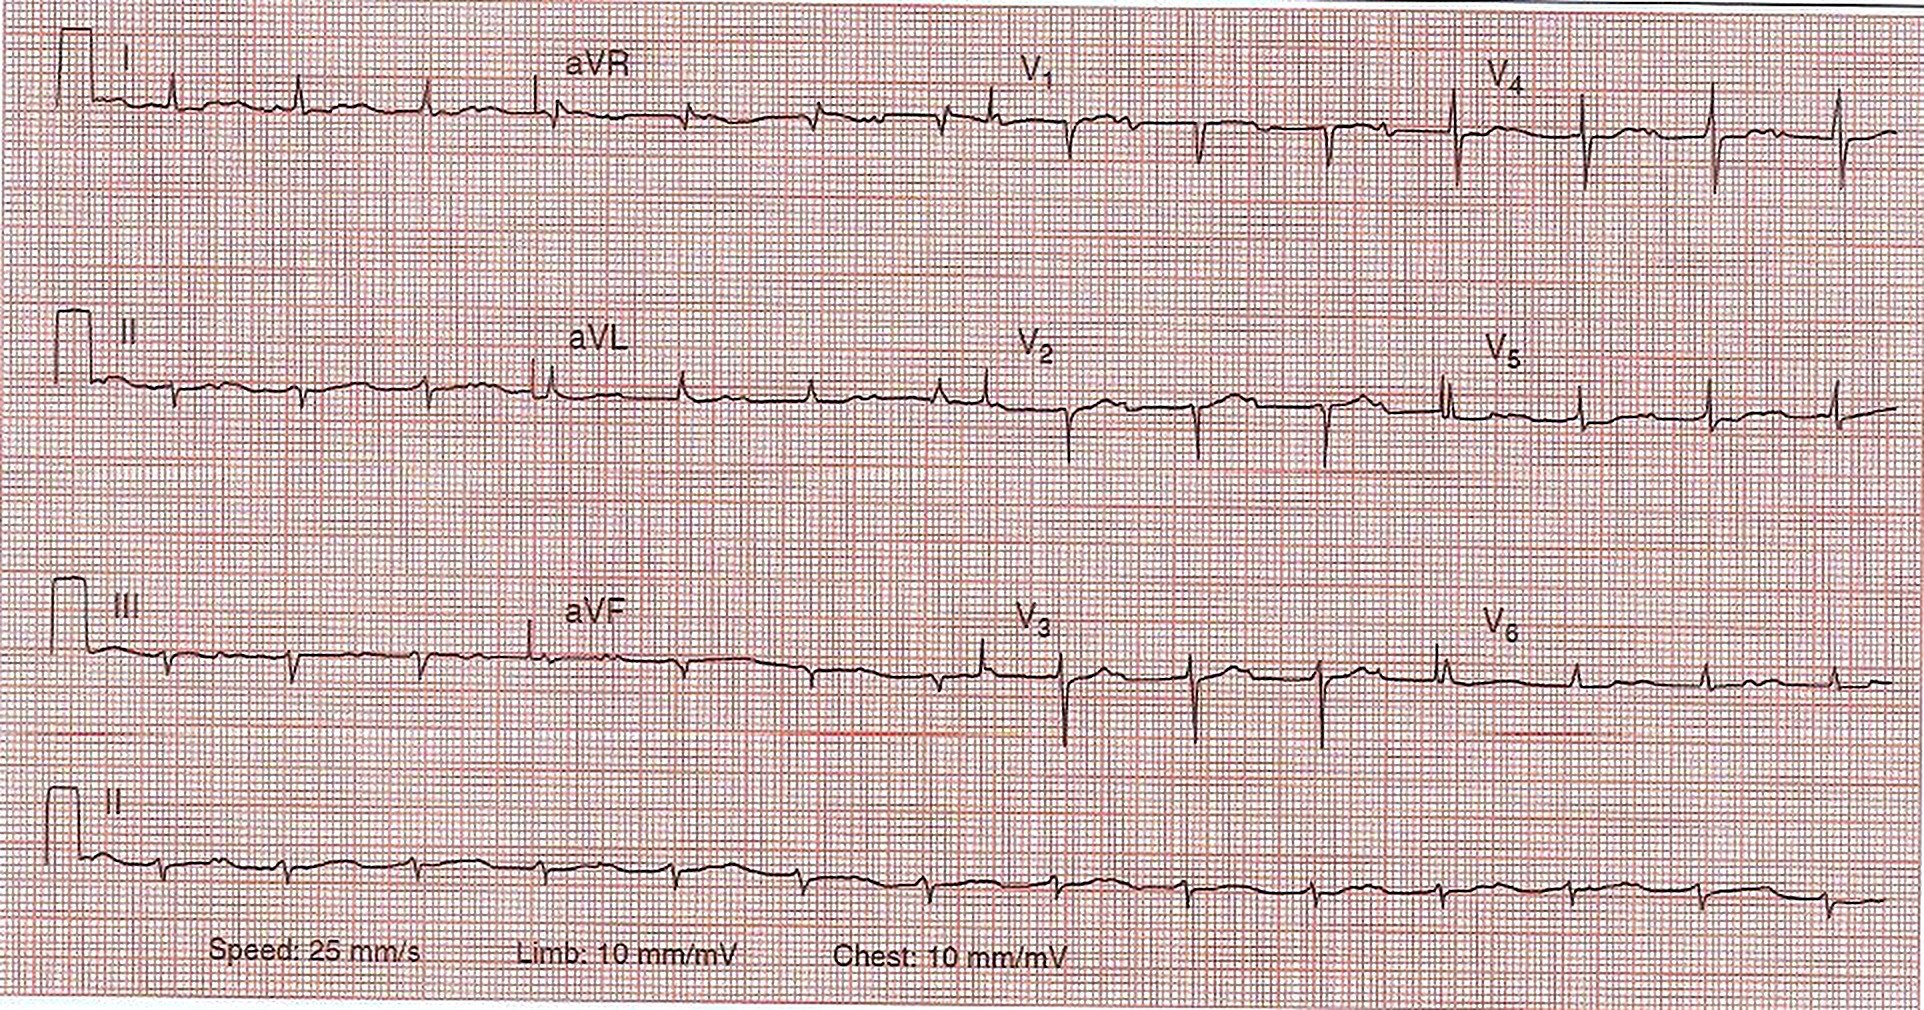 I aVR V1 V4
II aVL V2 V5
III aVF V3 V6
II
Speed: 25 mm/s Limb: 10 mm/mV Chest: 10 mm/mV